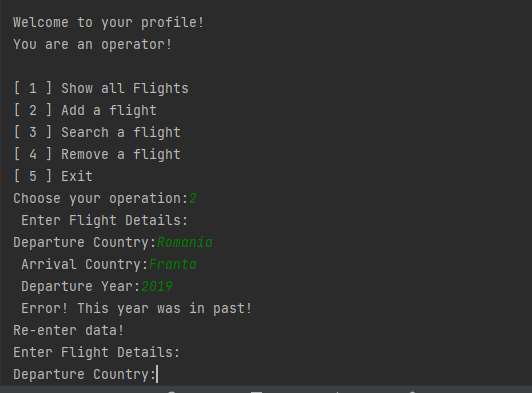 Welcome to your profile!
You are an operator!
[ 1 ] Show all Flights
[ 2 ] Add a flight
[ 3 ] Search a flight
[ 4 ] Remove a flight
[ 5 ] Exit
Choose your operation:2
Enter Flight Details:
Departure Country:Romania
Arrival Country:Franta
Departure Year:2019
Error! This year was in past!
Re-enter data!
Enter Flight Details:
Departure Country: